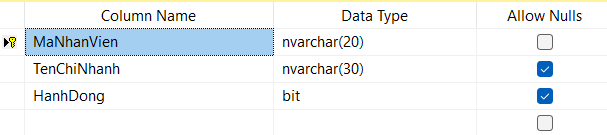 Column Name Data Type Allow Nulls
MaNhanVien nvarchar(20)
TenChiNhanh nvarchar(30)
HanhDong bit